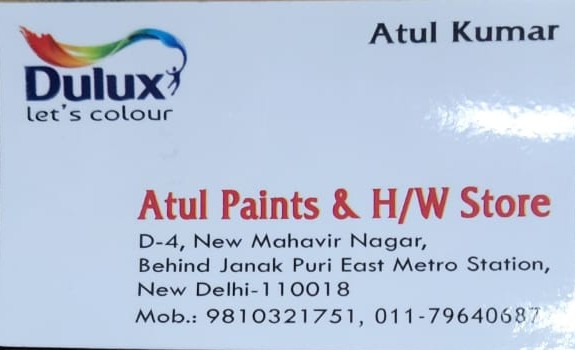 Atul Kumar
Dulux
let's colour
Atul Paints & H/W Store
D-4, New Mahavir Nagar,
Behind Janak Puri East Metro Station,
New Delhi-110018
Mob.: 9810321751, 011-79640687